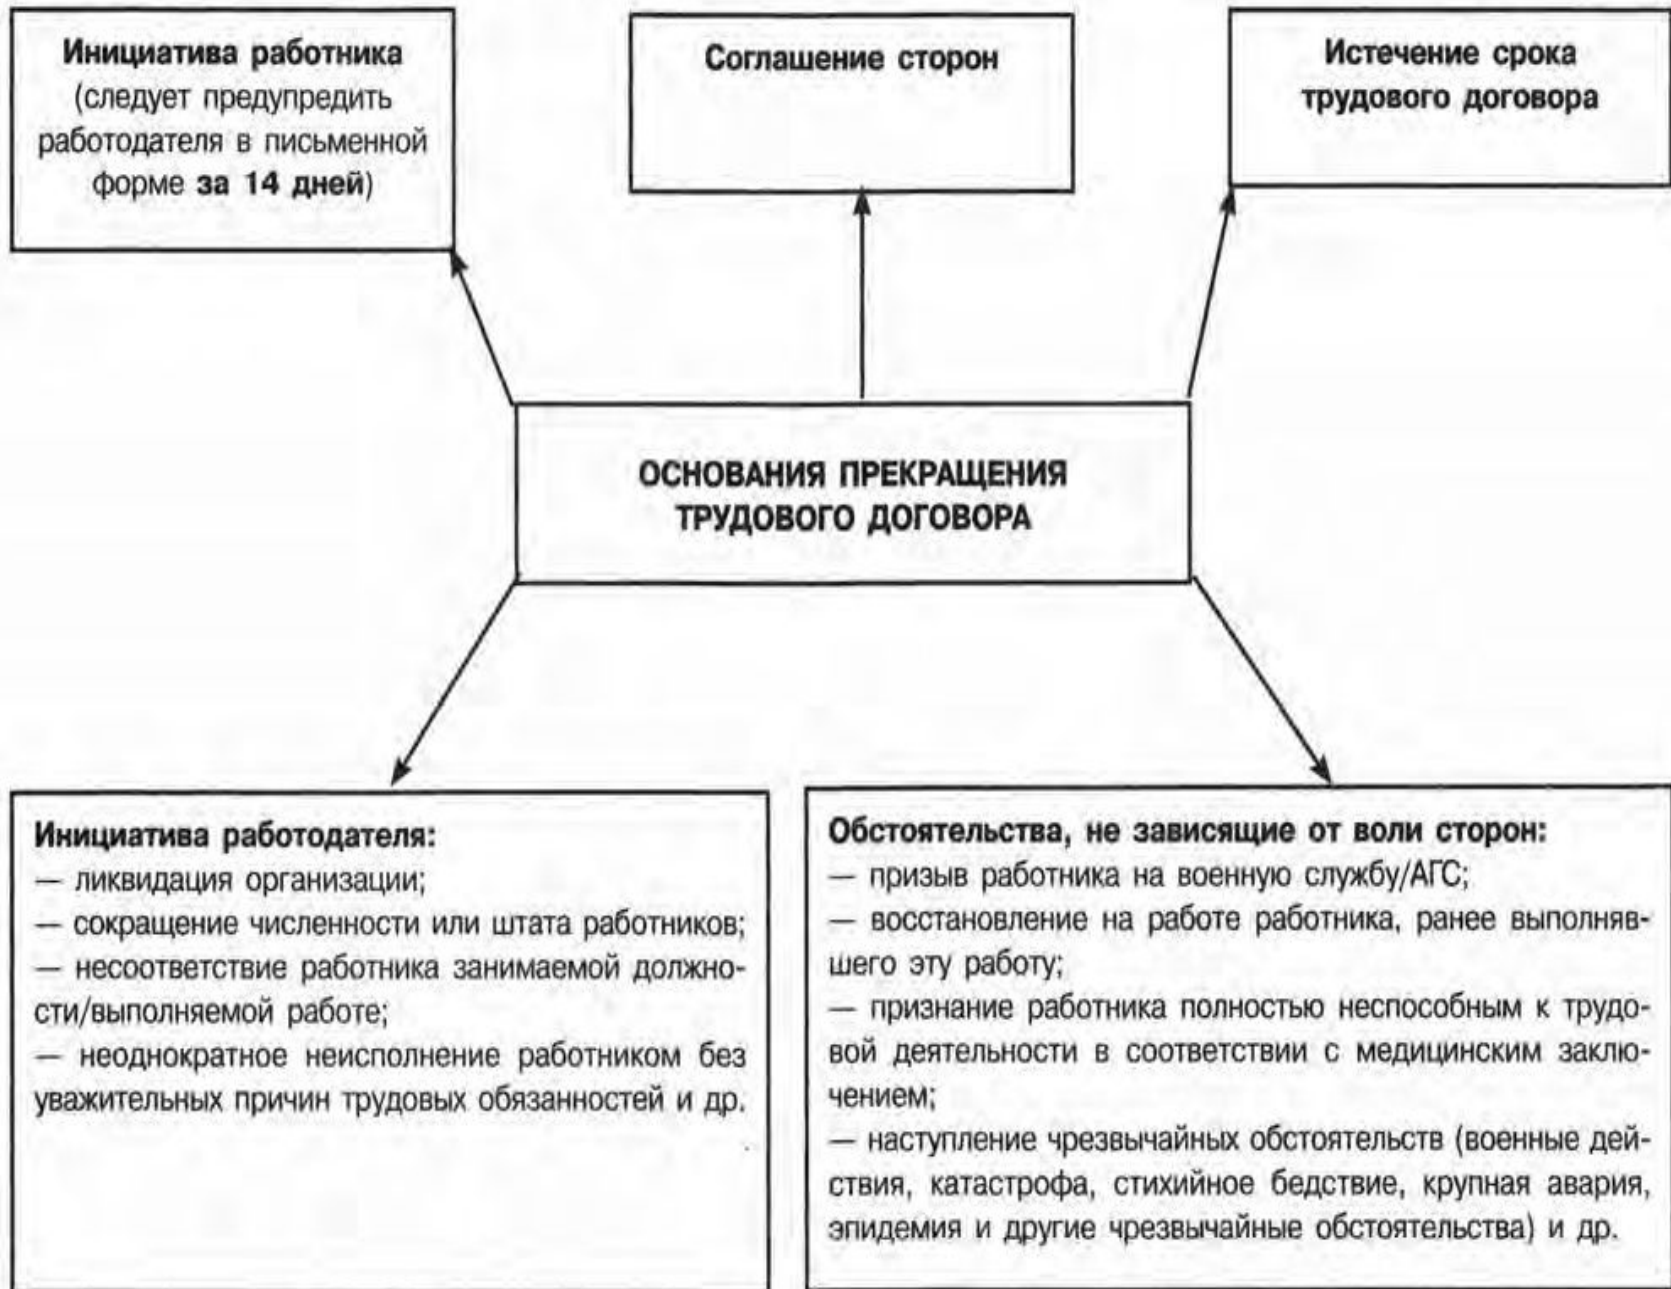 Инициатива работника
(следует предупредить
работодателя в письменной
форме за 14 дней)
Соглашение сторон
Истечение срока
трудового договора
ОСНОВАНИЯ ПРЕКРАЩЕНИЯ
ТРУДОВОГО ДОГОВОРА
Инициатива работодателя:
— ликвидация организации;
— сокращение численности или штата работников;
— несоответствие работника занимаемой должно-
сти/выполняемой работе;
— неоднократное неисполнение работником без
уважительных причин трудовых обязанностей и др.
Обстоятельства, не зависящие от воли сторон:
— призыв работника на военную службу/АГС;
— восстановление на работе работника, ранее выполняв-
шего эту работу;
— признание работника полностью неспособным к трудо-
вой деятельности в соответствии с медицинским заклю-
чением;
— наступление чрезвычайных обстоятельств (военные дей-
ствия, катастрофа, стихийное бедствие, крупная авария,
эпидемия и другие чрезвычайные обстоятельства) и др.